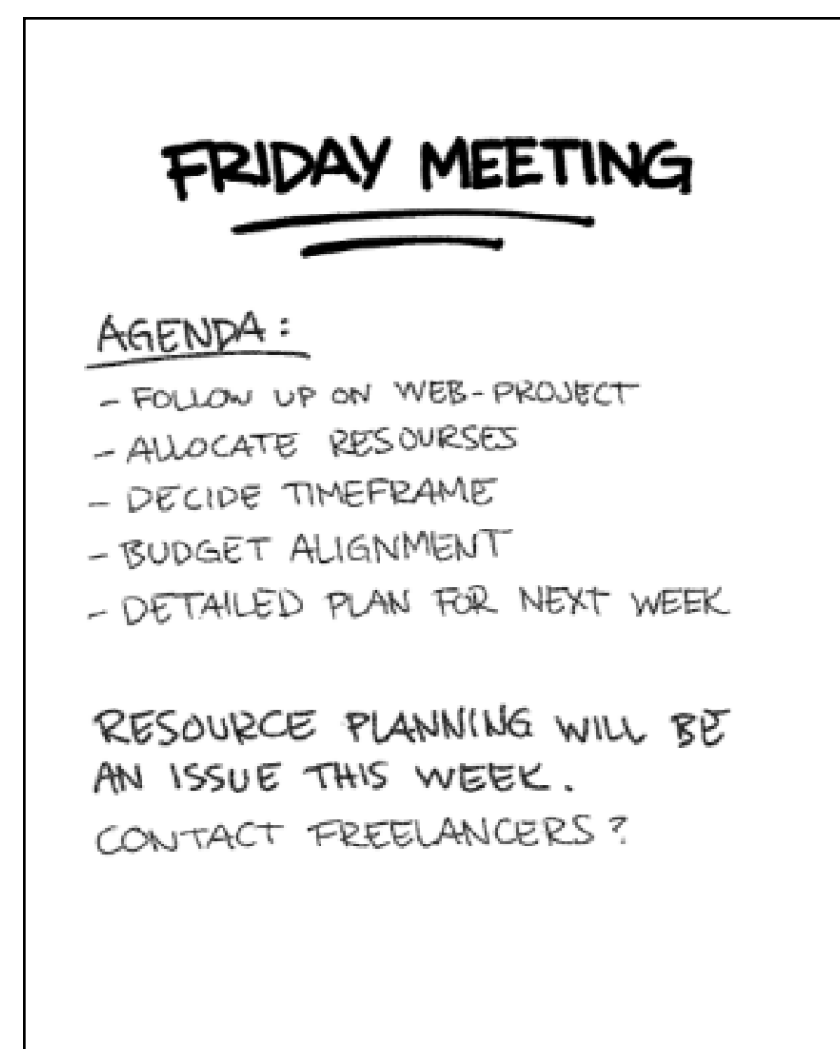 FRIDAY MEETING
AGENDA:
- FOLLOW UP ON WEB-PROJECT
- ALLOCATE RESOURSES
- DECIDE TIMEFRAME
- BUDGET ALIGNMENT
- DETAILED PLAN FOR NEXT WEEK
RESOURCE PLANNING WILL BE
AN ISSUE THIS WEEK.
CONTACT FREELANCERS?